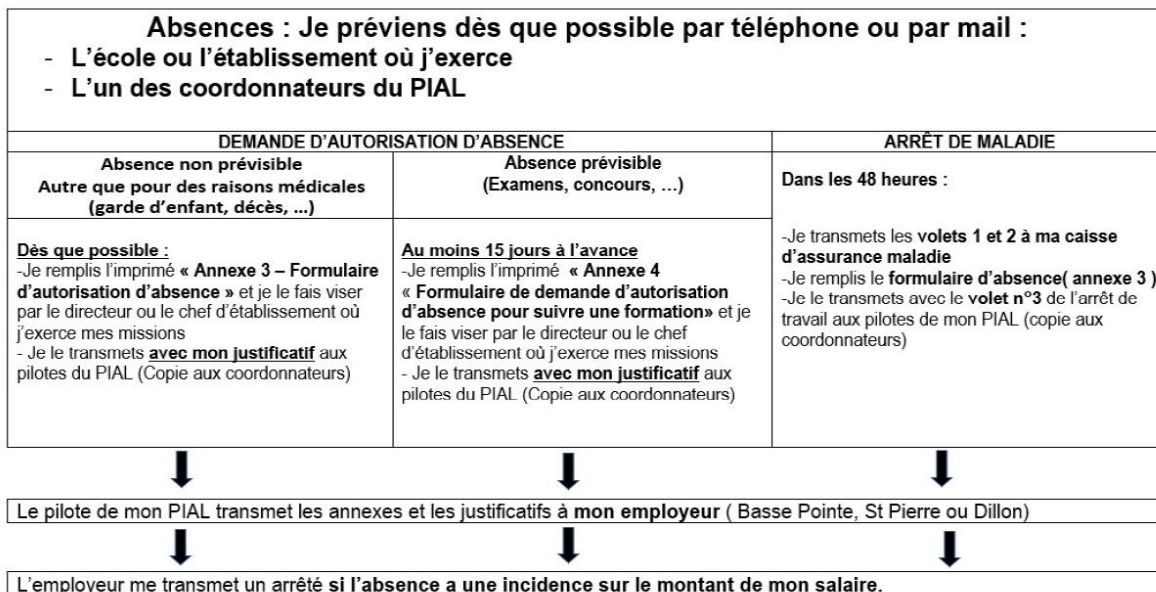 Absences : Je préviens dès que possible par téléphone ou par mail :
- L'école ou l'établissement où j'exerce
- L'un des coordonnateurs du PIAL
DEMANDE D'AUTORISATION D'ABSENCE
Absence non prévisible
Autre que pour des raisons médicales
(garde d'enfant, décès, ...)
Dès que possible :
-Je remplis l'imprimé « Annexe 3 – Formulaire
d'autorisation d'absence » et je le fais viser
par le directeur ou le chef d'établissement où
j'exerce mes missions
- Je le transmets avec mon justificatif aux
pilotes du PIAL (Copie aux coordonnateurs)
Absence prévisible
(Examens, concours, ...)
Au moins 15 jours à l'avance
-Je remplis l'imprimé « Annexe 4
« Formulaire de demande d'autorisation
d'absence pour suivre une formation» et je
le fais viser par le directeur ou le chef
d'établissement où j'exerce mes missions
- Je le transmets avec mon justificatif aux
pilotes du PIAL (Copie aux coordonnateurs)
ARRÊT DE MALADIE
Dans les 48 heures :
-Je transmets les volets 1 et 2 à ma caisse
d'assurance maladie
-Je remplis le formulaire d'absence( annexe 3 )
-Je le transmets avec le volet n°3 de l'arrêt de
travail aux pilotes de mon PIAL (copie aux
coordonnateurs)
Le pilote de mon PIAL transmet les annexes et les justificatifs à mon employeur ( Basse Pointe, St Pierre ou Dillon)
L'employeur me transmet un arrêté si l'absence a une incidence sur le montant de mon salaire.